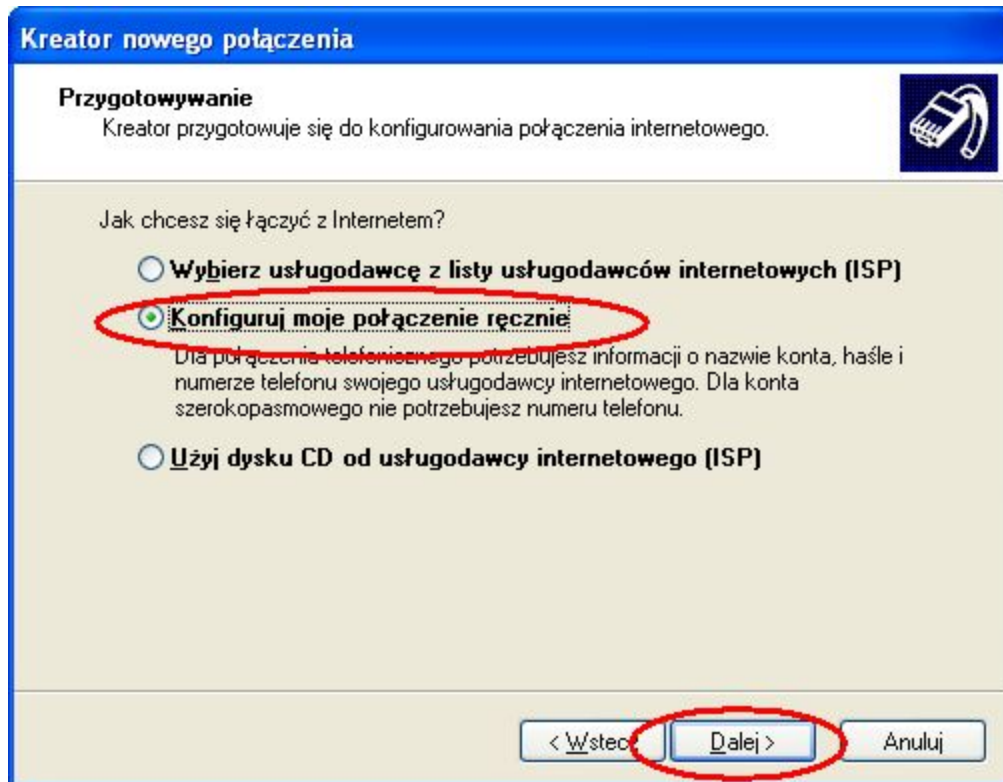 Kreator nowego połączenia
Przygotowywanie
Kreator przygotowuje się do konfigurowania połączenia internetowego.
Jak chcesz się łączyć z Internetem?
Wybierz usługodawcę z listy usługodawców internetowych (ISP)
Konfiguruj moje połączenie ręcznie
Dla połączenia telefonicznego potrzebujesz informacji o nazwie konta, haśle i
numerze telefonu swojego usługodawcy internetowego. Dla konta
szerokopasmowego nie potrzebujesz numeru telefonu.
Użyj dysku CD od usługodawcy internetowego (ISP)
< Wstecz Dalej > Anuluj